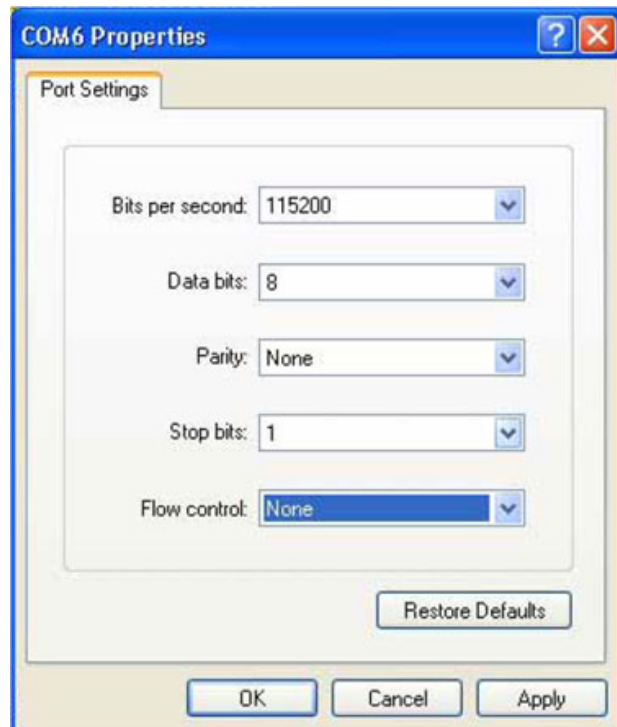 COM6 Properties
Port Settings
Bits per second: 115200
Data bits: 8
Parity: None
Stop bits: 1
Flow control: None
Restore Defaults
OK Cancel Apply